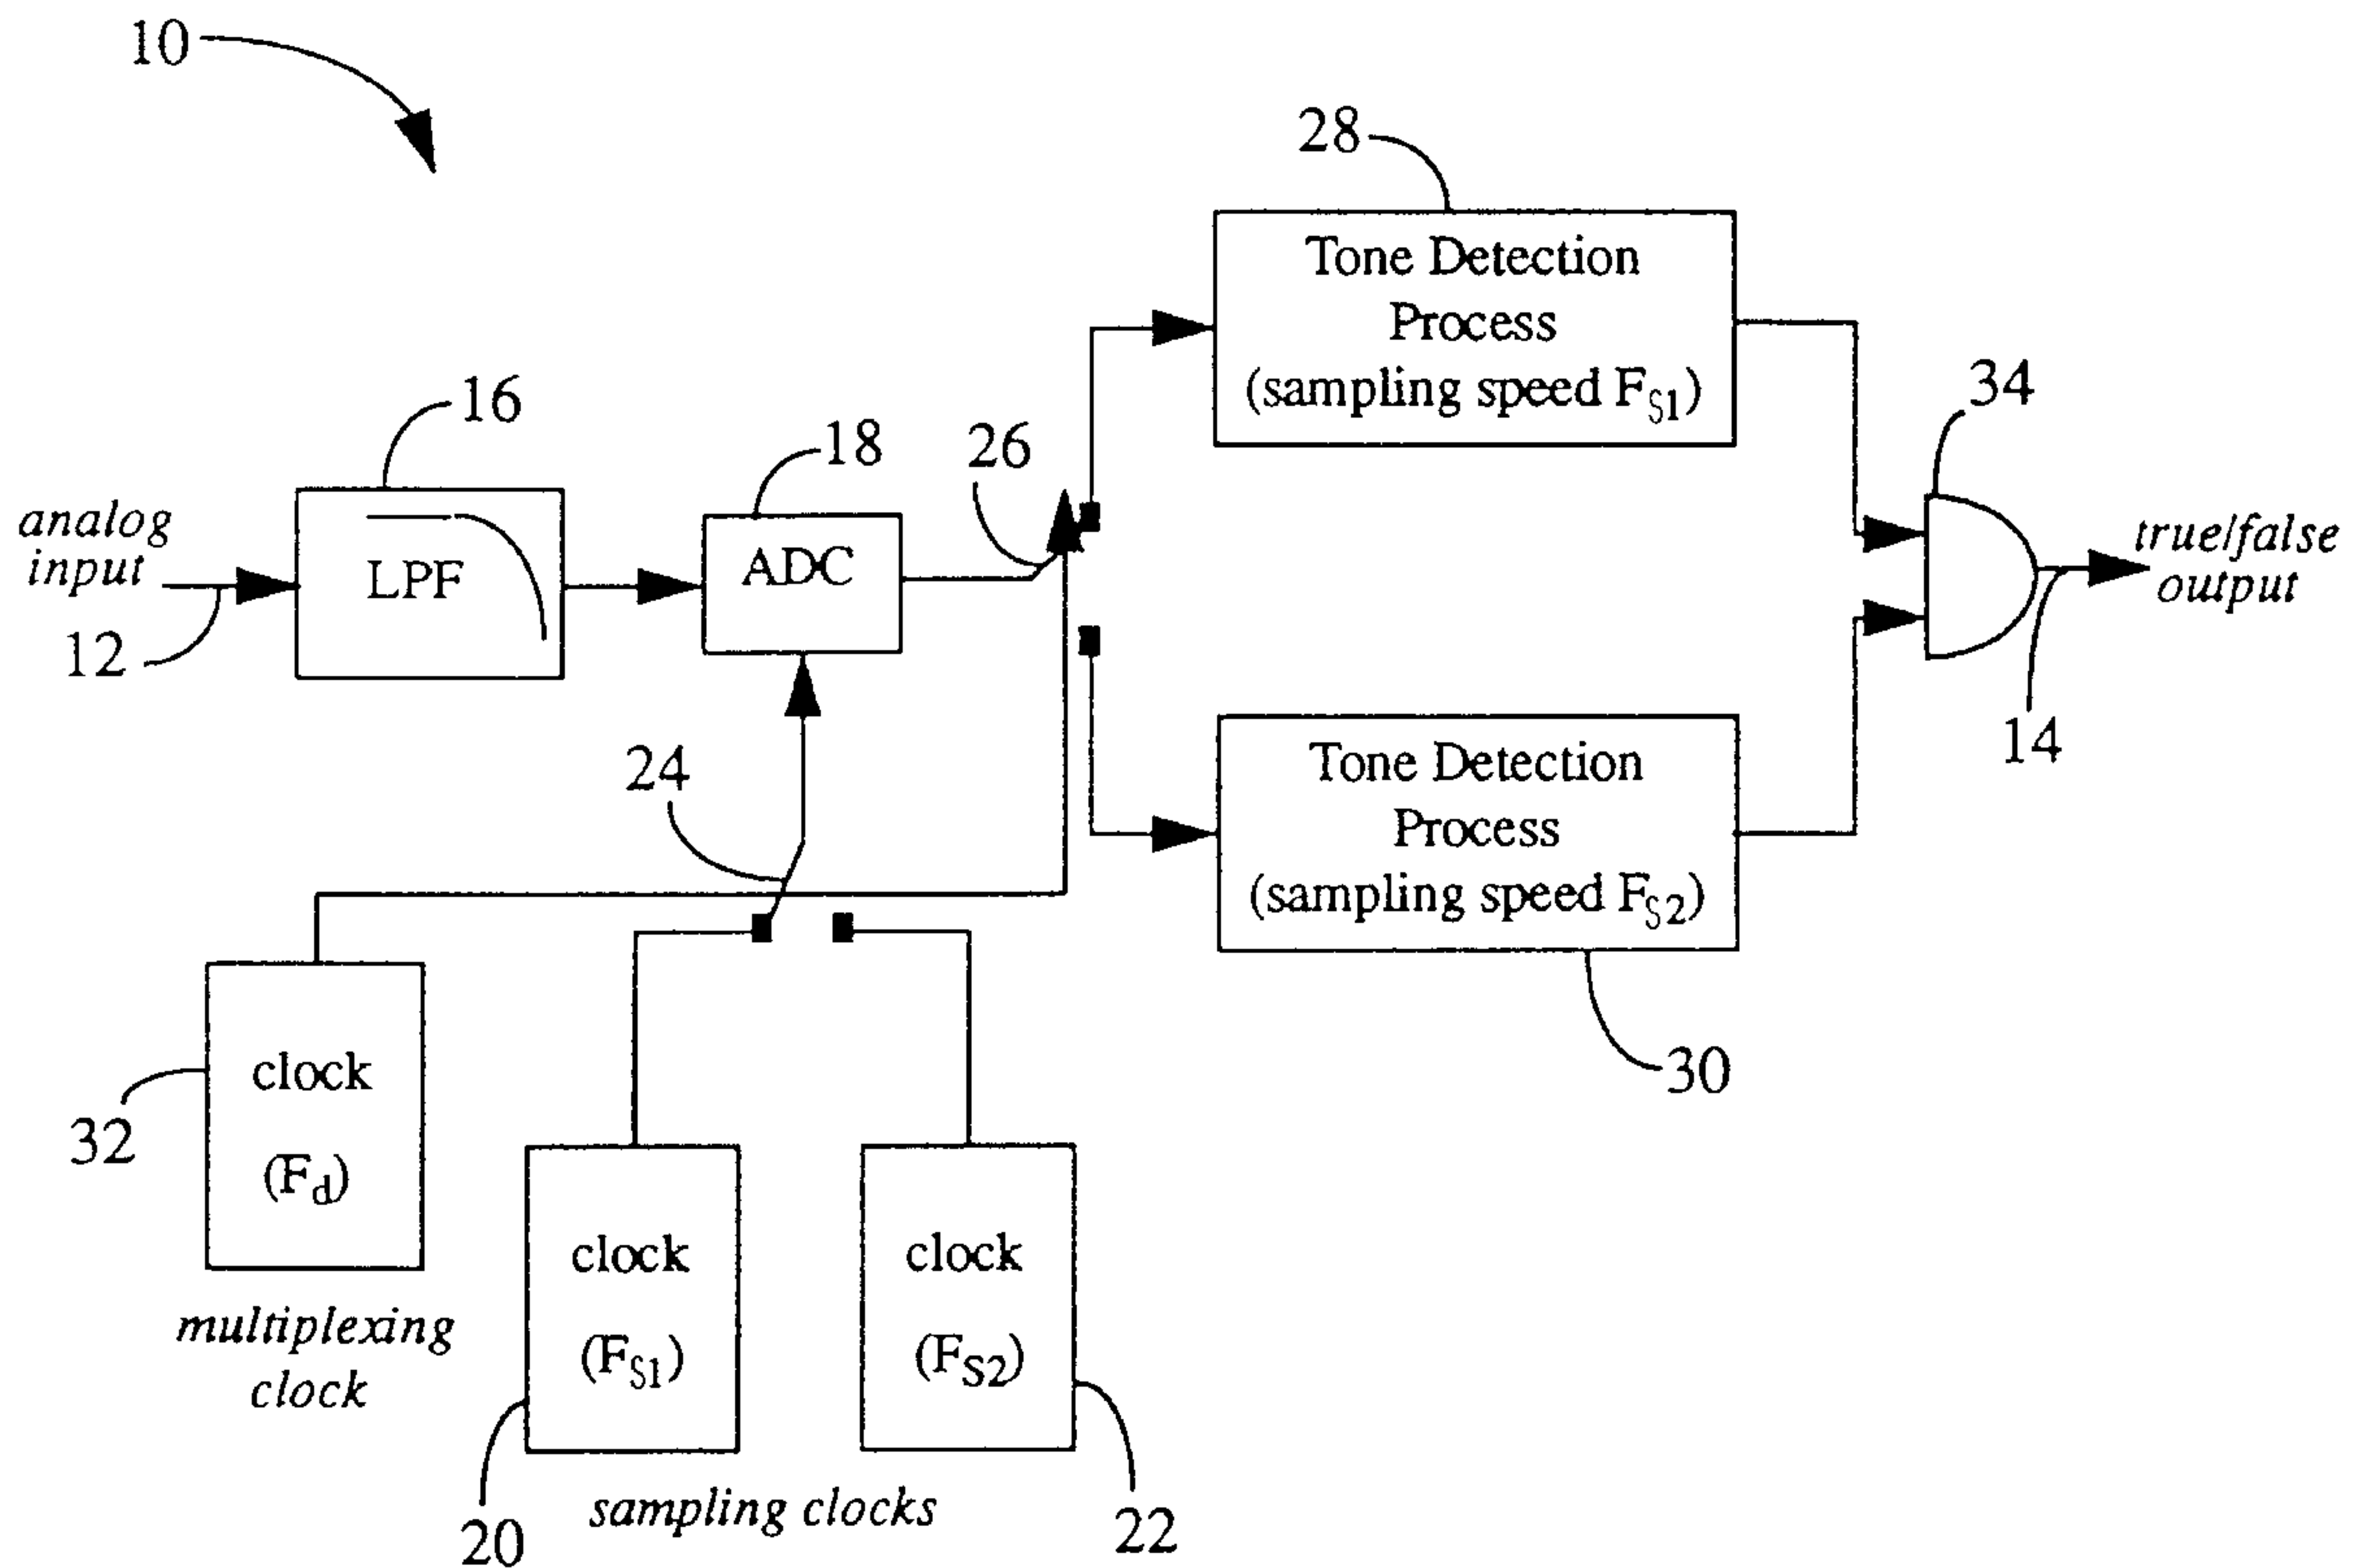 10
28
Tone Detection
Process
(sampling speed FS1)
34
16
18
26
analog
input
LPF
ADC
true/false
output
12
14
24
Tone Detection
Process
(sampling speed FS2)
30
32
clock
(Fd)
multiplexing
clock
clock
(FS1)
clock
(FS2)
20
sampling clocks
22